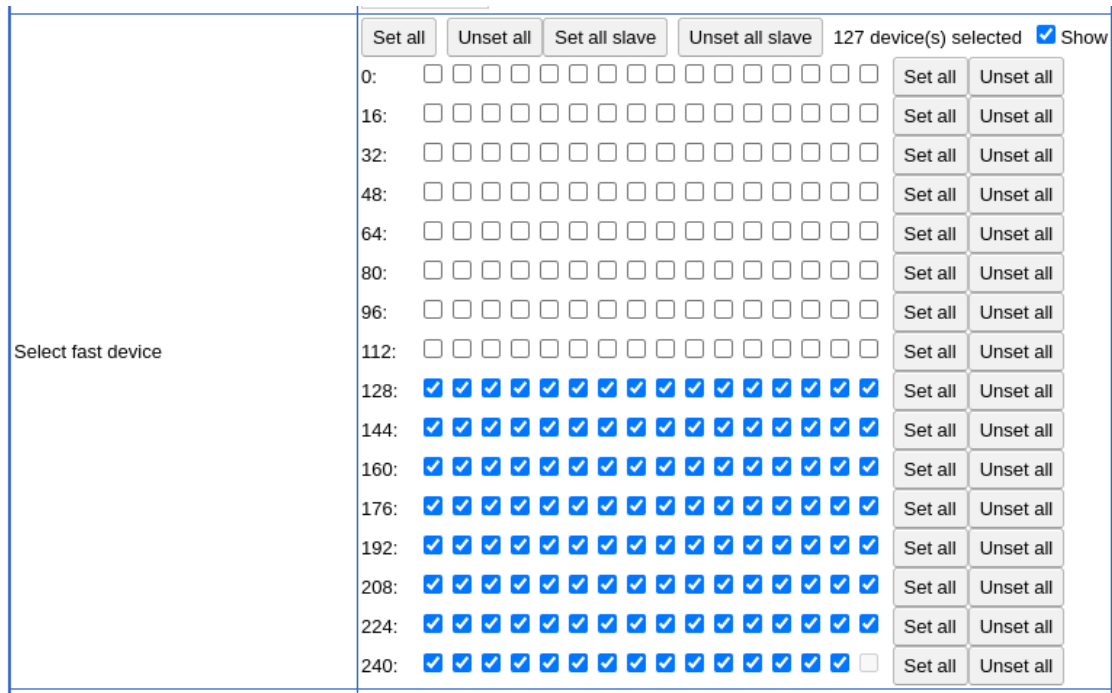 Set all Unset all Set all slave Unset all slave 127 device(s) selected Show
0: Set all Unset all
16: Set all Unset all
32: Set all Unset all
48: Set all Unset all
64: Set all Unset all
80: Set all Unset all
96: Set all Unset all
Select fast device 112: Set all Unset all
128: Set all Unset all
144: Set all Unset all
160: Set all Unset all
176: Set all Unset all
192: Set all Unset all
208: Set all Unset all
224: Set all Unset all
240: Set all Unset all